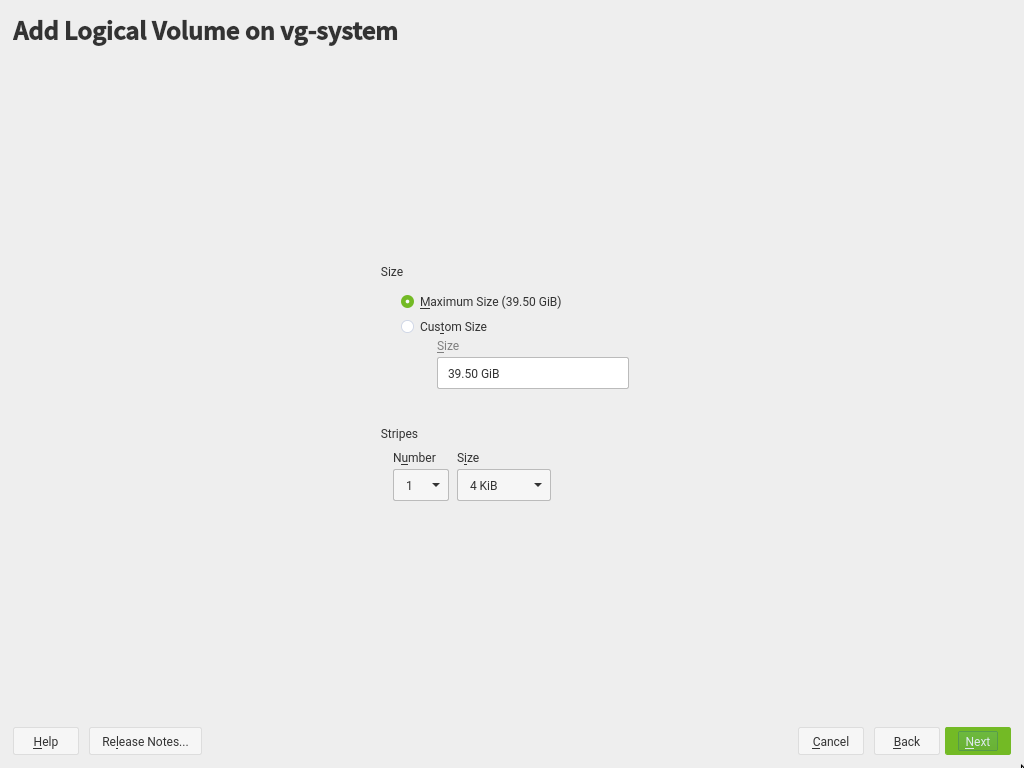 Add Logical Volume on vg-system
Size
Maximum Size (39.50 GiB)
Custom Size
Size
39.50 GiB
Stripes
Number Size
1 4 KiB
Help Release Notes... Cancel Back Next